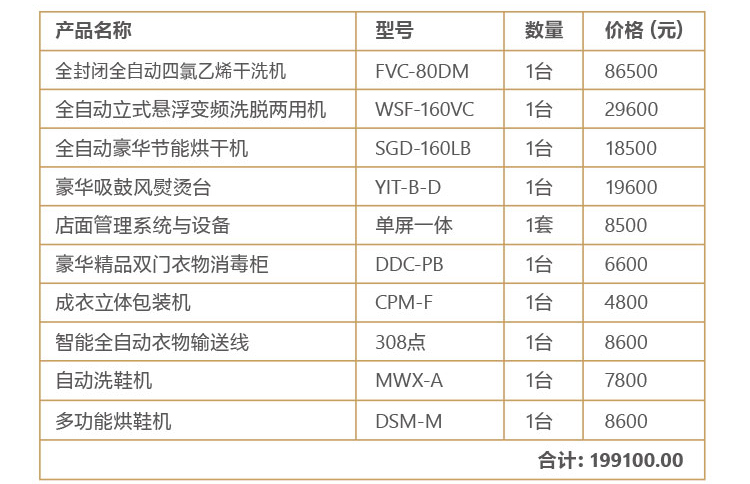 产品名称 型号 数量 价格 (元)
全封闭全自动四氯乙烯干洗机 FVC-80DM 1台 86500
全自动立式悬浮变频洗脱两用机 WSF-160VC 1台 29600
全自动豪华节能烘干机 SGD-160LB 1台 18500
豪华吸鼓风熨烫台 YIT-B-D 1台 19600
店面管理系统与设备 单屏一体 1套 8500
豪华精品双门衣物消毒柜 DDC-PB 1台 6600
成衣立体包装机 CPM-F 1台 4800
智能全自动衣物输送线 308点 1台 8600
自动洗鞋机 MWX-A 1台 7800
多功能烘鞋机 DSM-M 1台 8600
合计: 199100.00